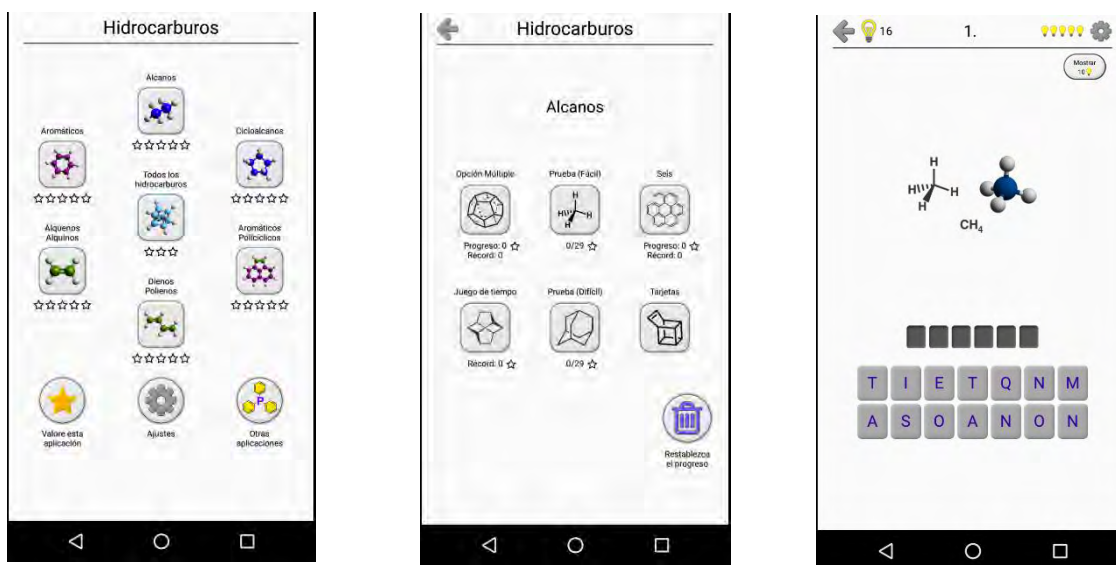 Hidrocarburos
Alcanos
Aromáticos
Cicloalcanos
Todos los
hidrocarburos
Alquenos
Alquinos
Aromáticos
Policíclicos
Dienos
Polienos
Valore esta
aplicación
Ajustes
P
Otras
aplicaciones
Hidrocarburos
Alcanos
Opción Múltiple
Prueba (Fácil)
Seis
H
H H
H
Progreso: 0
Récord: 0
0/29
Progreso: 0
Récord: 0
Juego de tiempo
Prueba (Difícil)
Tarjetas
Récord: 0
0/29
Restablezca
el progreso
16 1.
Mostrar
10
H
H H
H
CH₄
T I E T Q N M
A S O A N O N